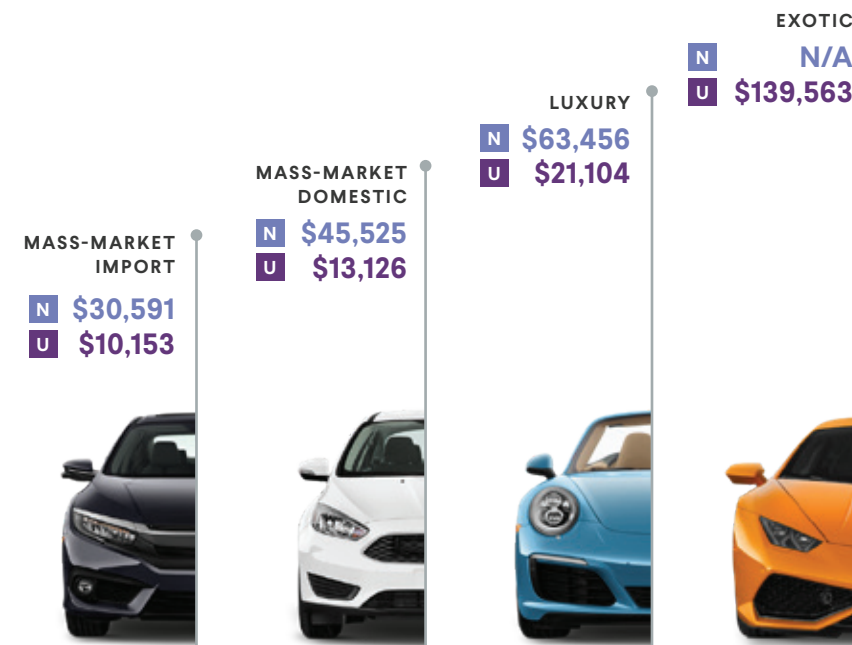 MASS-MARKET
IMPORT
N $30,591
U $10,153
MASS-MARKET
DOMESTIC
N $45,525
U $13,126
LUXURY
N $63,456
U $21,104
EXOTIC
N N/A
U $139,563